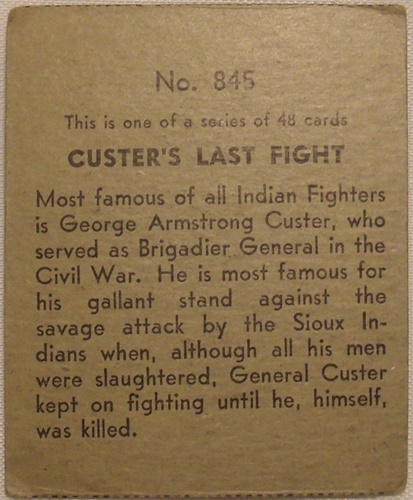 No. 845
This is one of a series of 48 cards
CUSTER'S LAST FIGHT
Most famous of all Indian Fighters
is George Armstrong Custer, who
served as Brigadier General in the
Civil War. He is most famous for
his gallant stand against the
savage attack by the Sioux In-
dians when, although all his men
were slaughtered, General Custer
kept on fighting until he, himself,
was killed.